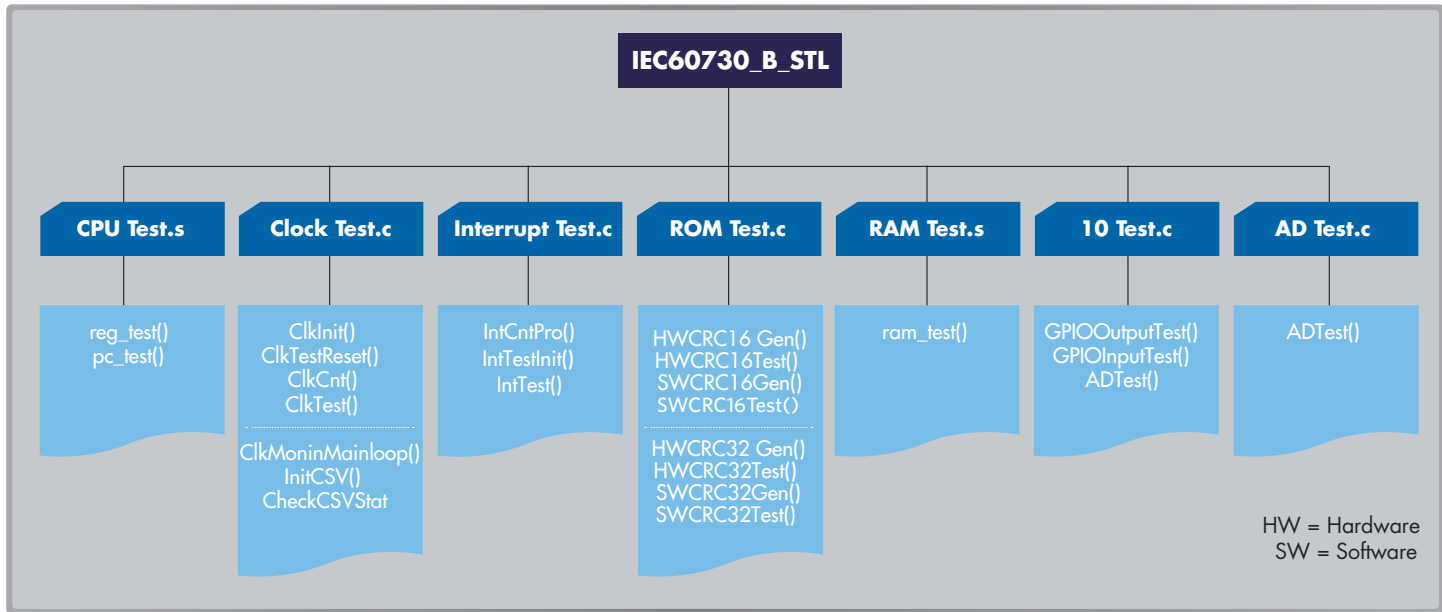 IEC60730_B_STL
CPU Test.s
reg_test()
pc_test()
Clock Test.c
ClkInit()
ClkTestReset()
ClkCnt()
ClkTest()
ClkMoninMainloop()
InitCSV()
CheckCSVStat
Interrupt Test.c
IntCntPro()
IntTestInit()
IntTest()
ROM Test.c
HWCRC16 Gen()
HWCRC16Test()
SWCRC16Gen()
SWCRC16Test()
HWCRC32 Gen()
HWCRC32Test()
SWCRC32Gen()
SWCRC32Test()
RAM Test.s
ram_test()
10 Test.c
GPIOOutputTest()
GPIOInputTest()
ADTest()
AD Test.c
ADTest()
HW = Hardware
SW = Software